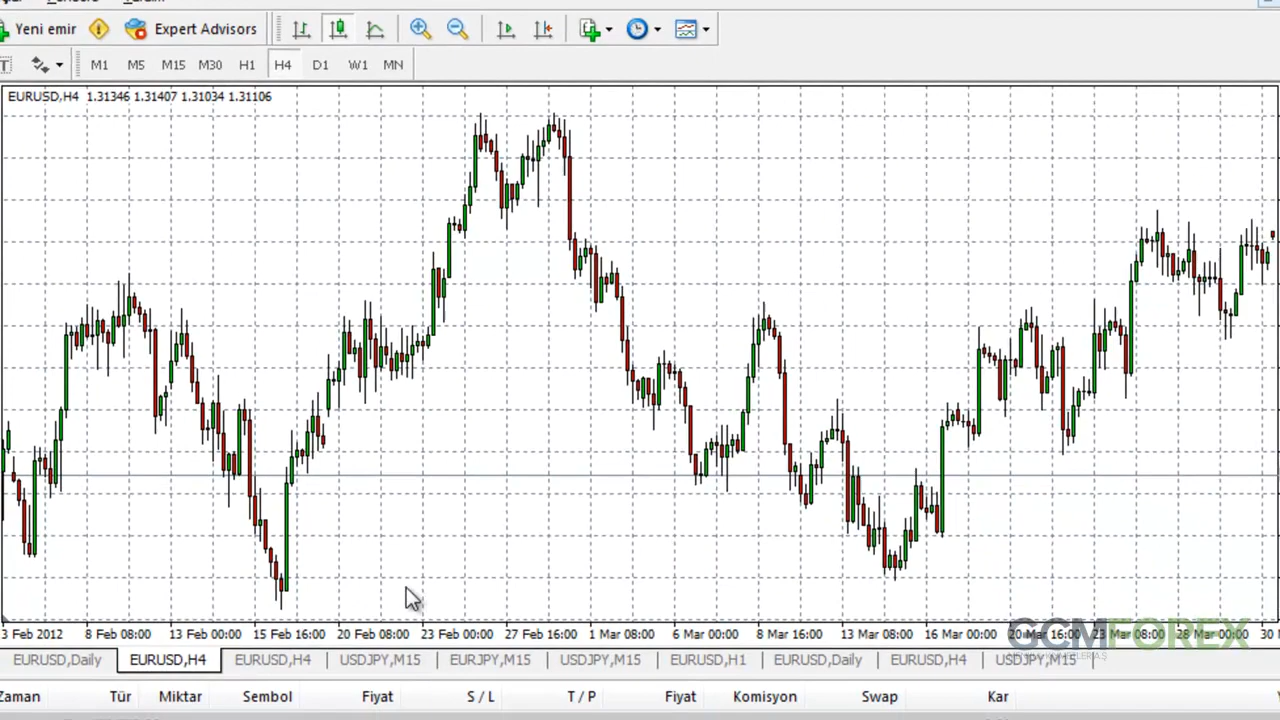 Yeni emir Expert Advisors
T M1 M5 M15 M30 H1 H4 D1 W1 MN
EURUSD,H4 1.31346 1.31407 1.31034 1.31106
3 Feb 2012 8 Feb 08:00 13 Feb 00:00 15 Feb 16:00 20 Feb 08:00 23 Feb 00:00 27 Feb 16:00 1 Mar 08:00 6 Mar 00:00 8 Mar 16:00 13 Mar 08:00 16 Mar 00:00 20 Mar 16:00 23 Mar 08:00 28 Mar 00:00 30
GCMFOREX
EURUSD,Daily EURUSD,H4 EURUSD,H4 USDJPY,M15 EURJPY,M15 USDJPY,M15 EURUSD,H1 EURUSD,Daily EURUSD,H4 USDJPY,M15
Zaman Tür Miktar Sembol Fiyat S / L T / P Fiyat Komisyon Swap Kar